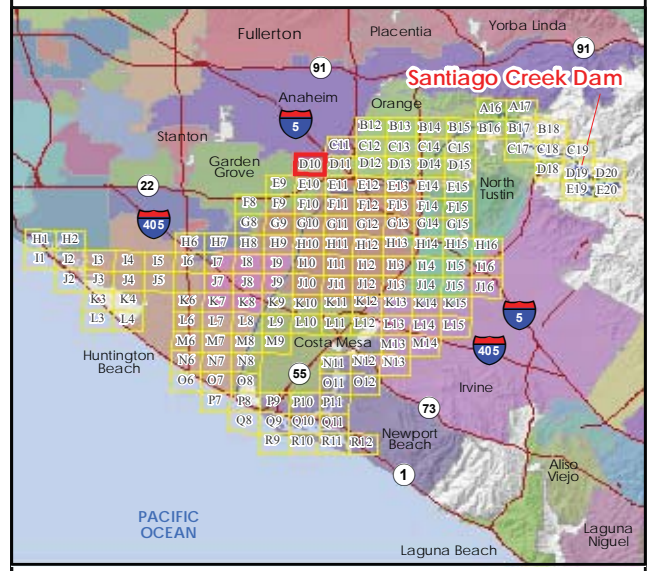 Yorba Linda
Fullerton
Placentia
91
91
Santiago Creek Dam
Anaheim
Orange
A16 A17
5
B12 B13 B14 B15 B16 B17 B18
Stanton
C11 C12 C13 C14 C15 C17 C18 C19
Garden
Grove
D10 D11 D12 D13 D14 D15 D18 D19 D20
22
E9 E10 E11 E12 E13 E14 E15 E19 E20
North
Tustin
F8 F9 F10 F11 F12 F13 F14 F15
405
G8 G9 G10 G11 G12 G13 G14 G15
H1 H2 H6 H7 H8 H9 H10 H11 H12 H13 H14 H15 H16
I1 I2 I3 I4 I5 I6 I7 I8 I9 I10 I11 I12 I13 I14 I15 I16
J2 J3 J4 J5 J7 J8 J9 J10 J11 J12 J13 J14 J15 J16
K3 K4 K6 K7 K8 K9 K10 K11 K12 K13 K14 K15
5
L3 L4 L6 L7 L8 L9 L10 L11 L12 L13 L14 L15
M6 M7 M8 M9 Costa Mesa M13 M14
405
Huntington
Beach
N6 N7 N8 N11 N12 N13
55
O6 O7 O8 O11 O12
Irvine
P7 P8 P9 P10 P11
73
Q8 Q9 Q10 Q11
Newport
Beach
R9 R10 R11 R12
Aliso
Viejo
1
PACIFIC
OCEAN
Laguna
Niguel
Laguna Beach